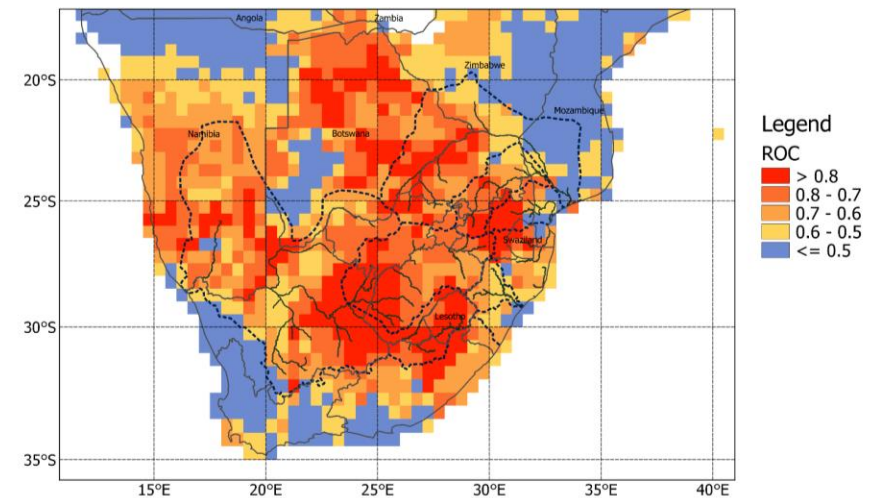 Angola
Zambia
20°S
Zimbabwe
Mozambique
Namibia
Botswana
25°S
Swaziland
30°S
Lesotho
35°S
15°E
20°E
25°E
30°E
35°E
40°E
Legend
ROC
> 0.8
0.8 - 0.7
0.7 - 0.6
0.6 - 0.5
<= 0.5